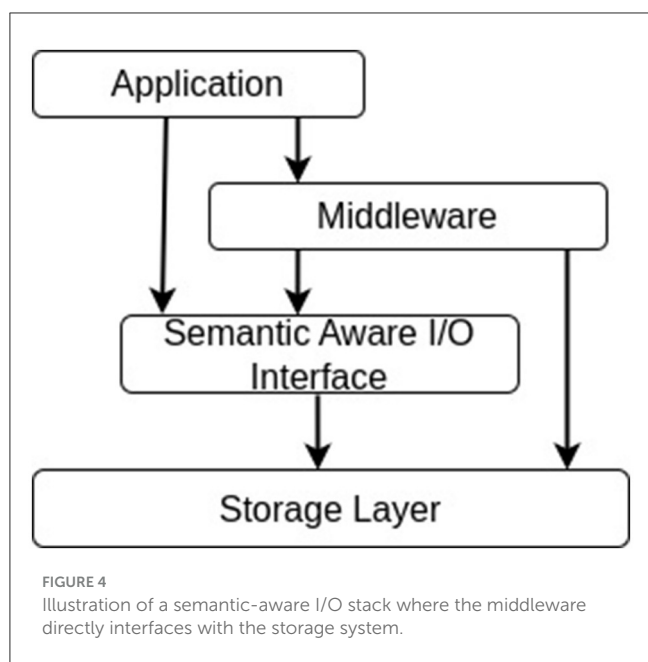 Application
Middleware
Semantic Aware I/O
Interface
Storage Layer
FIGURE 4
Illustration of a semantic-aware I/O stack where the middleware
directly interfaces with the storage system.